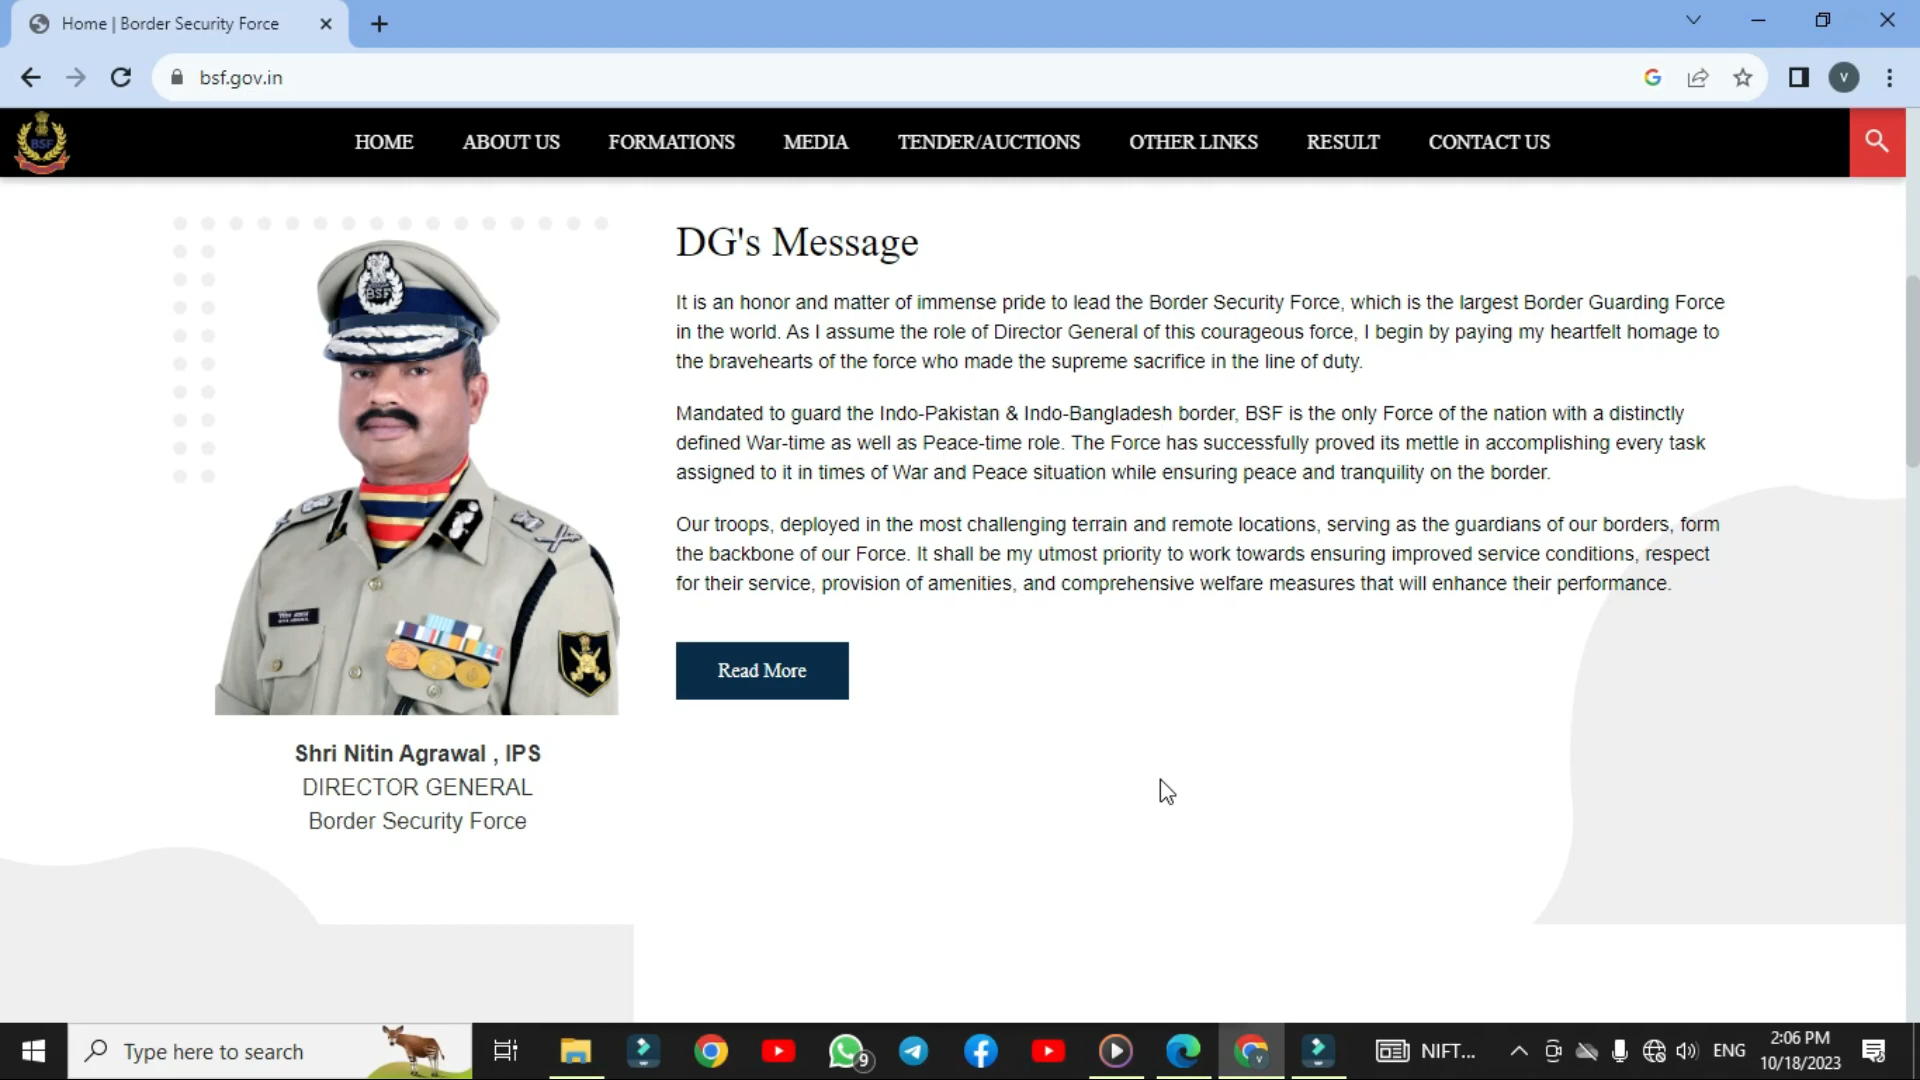 Home | Border Security Force
bsf.gov.in
V
BSF
HOME
ABOUT US
FORMATIONS
MEDIA
TENDER/AUCTIONS
OTHER LINKS
RESULT
CONTACT US
BSF
DG's Message
It is an honor and matter of immense pride to lead the Border Security Force, which is the largest Border Guarding Force
in the world. As I assume the role of Director General of this courageous force, I begin by paying my heartfelt homage to
the bravehearts of the force who made the supreme sacrifice in the line of duty.
Mandated to guard the Indo-Pakistan & Indo-Bangladesh border, BSF is the only Force of the nation with a distinctly
defined War-time as well as Peace-time role. The Force has successfully proved its mettle in accomplishing every task
assigned to it in times of War and Peace situation while ensuring peace and tranquility on the border.
Our troops, deployed in the most challenging terrain and remote locations, serving as the guardians of our borders, form
the backbone of our Force. It shall be my utmost priority to work towards ensuring improved service conditions, respect
for their service, provision of amenities, and comprehensive welfare measures that will enhance their performance.
Read More
Shri Nitin Agrawal , IPS
DIRECTOR GENERAL
Border Security Force
Type here to search
9
V
NIFT...
ENG
2:06 PM
10/18/2023